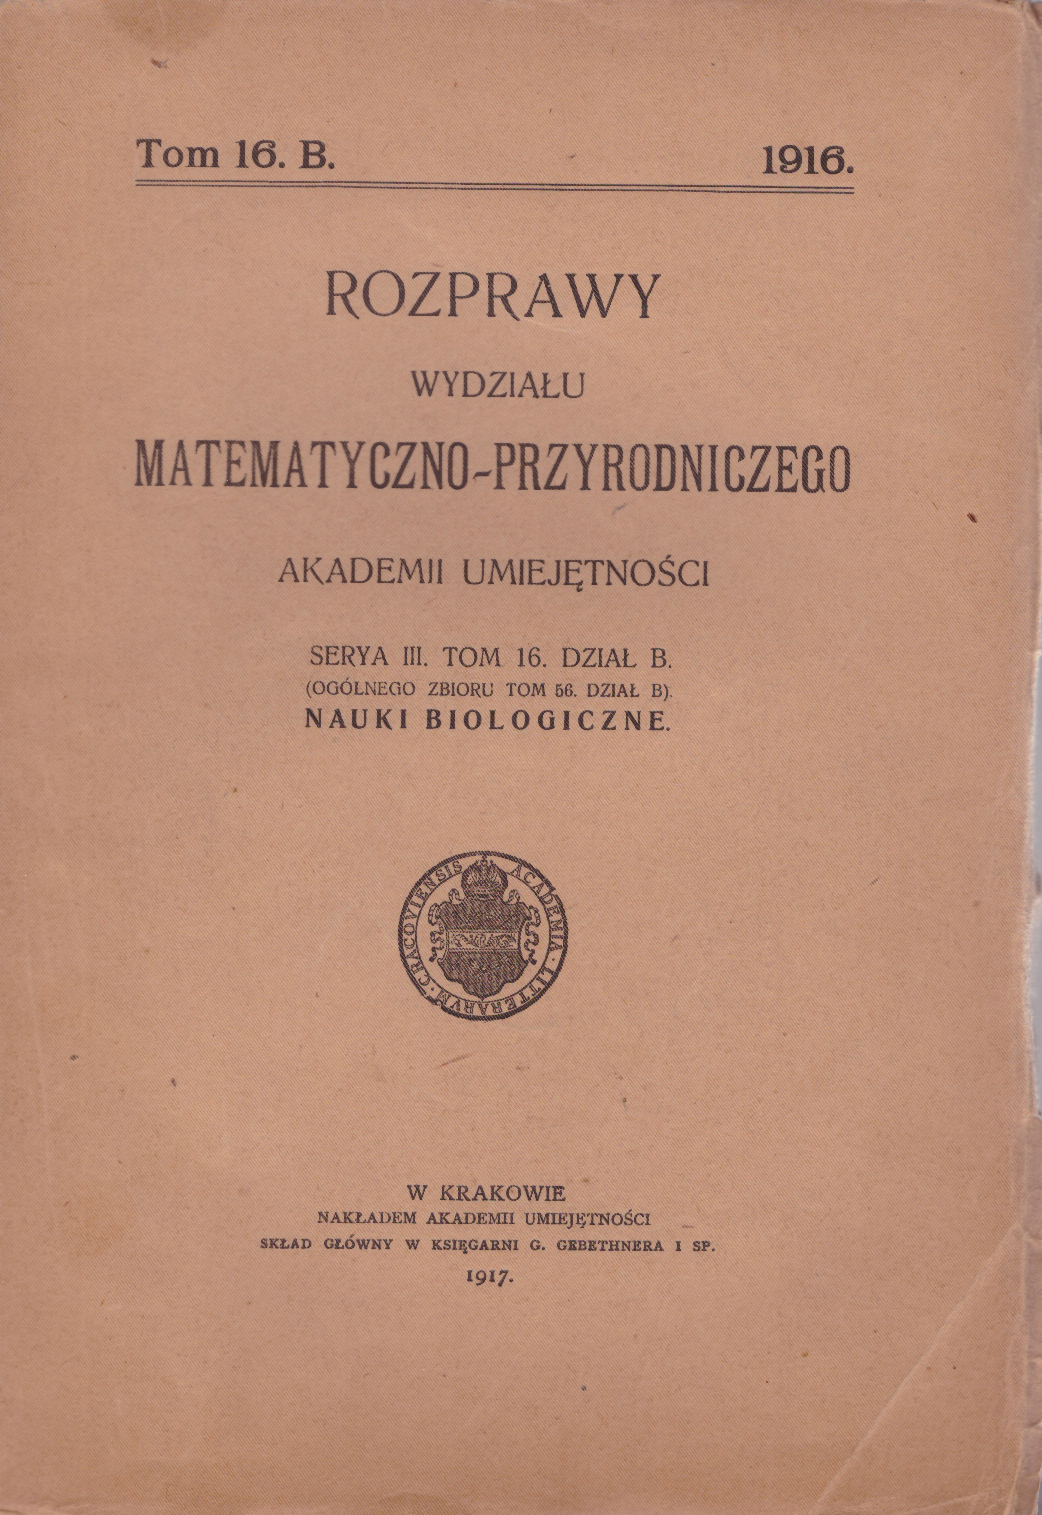 Tom 16. B. 1916.
ROZPRAWY
WYDZIAŁU
MATEMATYCZNO-PRZYRODNICZEGO
AKADEMII UMIEJĘTNOŚCI
SERYA III. TOM 16. DZIAŁ B.
(OGÓLNEGO ZBIORU TOM 56. DZIAŁ B).
NAUKI BIOLOGICZNE.
ACADEMIA · LITTERARVM · CRACOVIENSIS
W KRAKOWIE
NAKŁADEM AKADEMII UMIEJĘTNOŚCI
SKŁAD GŁÓWNY W KSIĘGARNI G. GEBETHNERA I SP.
1917.